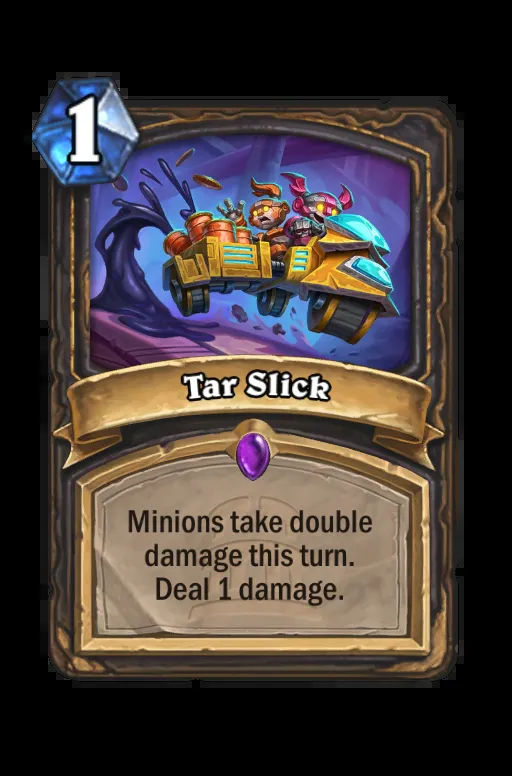 1
Tar Slick
Minions take double
damage this turn.
Deal 1 damage.